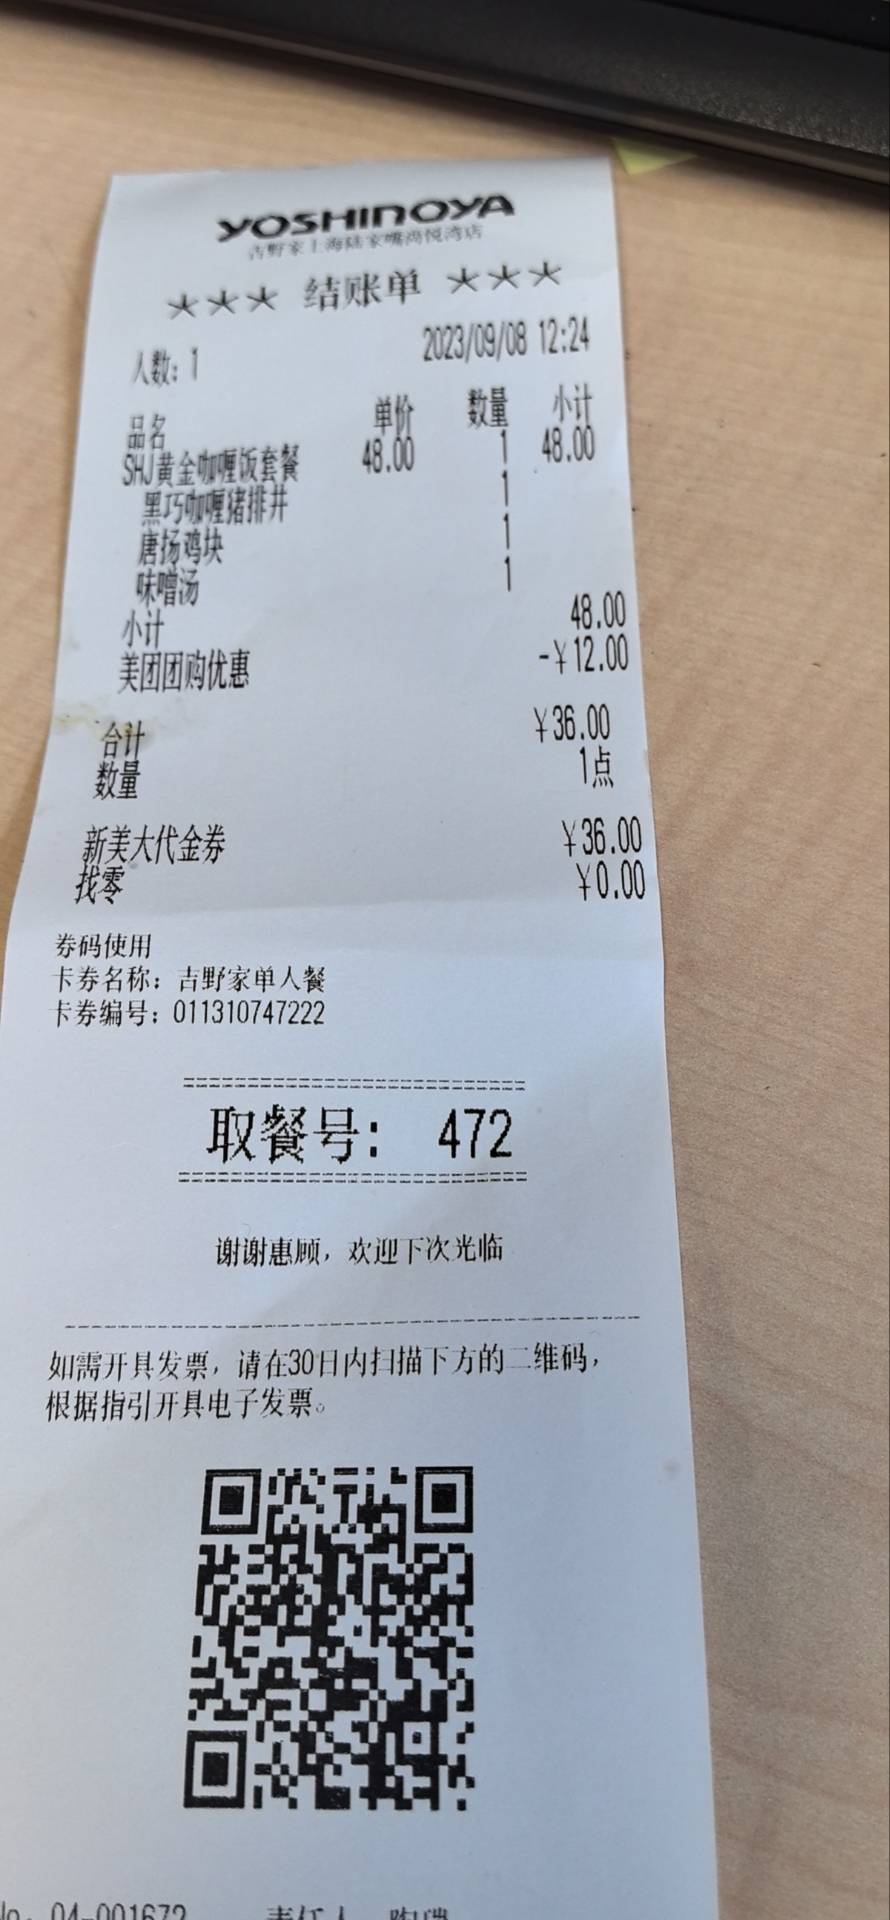 YOSHINOYA
吉野家上海陆家嘴尚悦湾店
*** 结账单 ***
人数: 1 2023/09/08 12:24
品名 单价 数量 小计
SHJ黄金咖喱饭套餐 48.00 1 48.00
黑巧咖喱猪排丼 1
唐扬鸡块 1
味噌汤 1
小计 48.00
美团团购优惠 -¥12.00
合计 ¥36.00
数量 1点
新美大代金券 ¥36.00
找零 ¥0.00
券码使用
卡券名称: 吉野家单人餐
卡券编号: 011310747222
取餐号: 472
谢谢惠顾，欢迎下次光临
如需开具发票，请在30日内扫描下方的二维码，
根据指引开具电子发票。
No. 04-001672 责任人